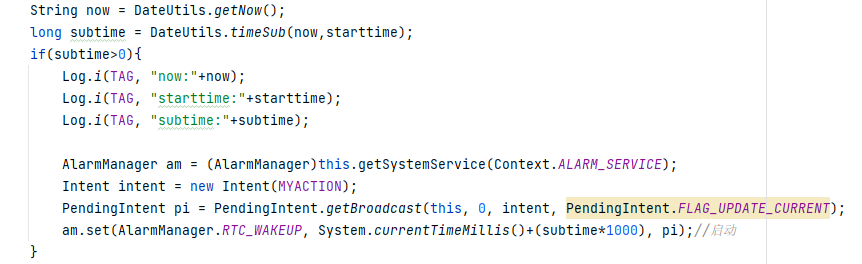 String now = DateUtils.getNow();
long subtime = DateUtils.timeSub(now,starttime);
if(subtime>0){
Log.i(TAG, "now:"+now);
Log.i(TAG, "starttime:"+starttime);
Log.i(TAG, "subtime:"+subtime);
AlarmManager am = (AlarmManager)this.getSystemService(Context.ALARM_SERVICE);
Intent intent = new Intent(MYACTION);
PendingIntent pi = PendingIntent.getBroadcast(this, 0, intent, PendingIntent.FLAG_UPDATE_CURRENT);
am.set(AlarmManager.RTC_WAKEUP, System.currentTimeMillis()+(subtime*1000), pi);//启动
}